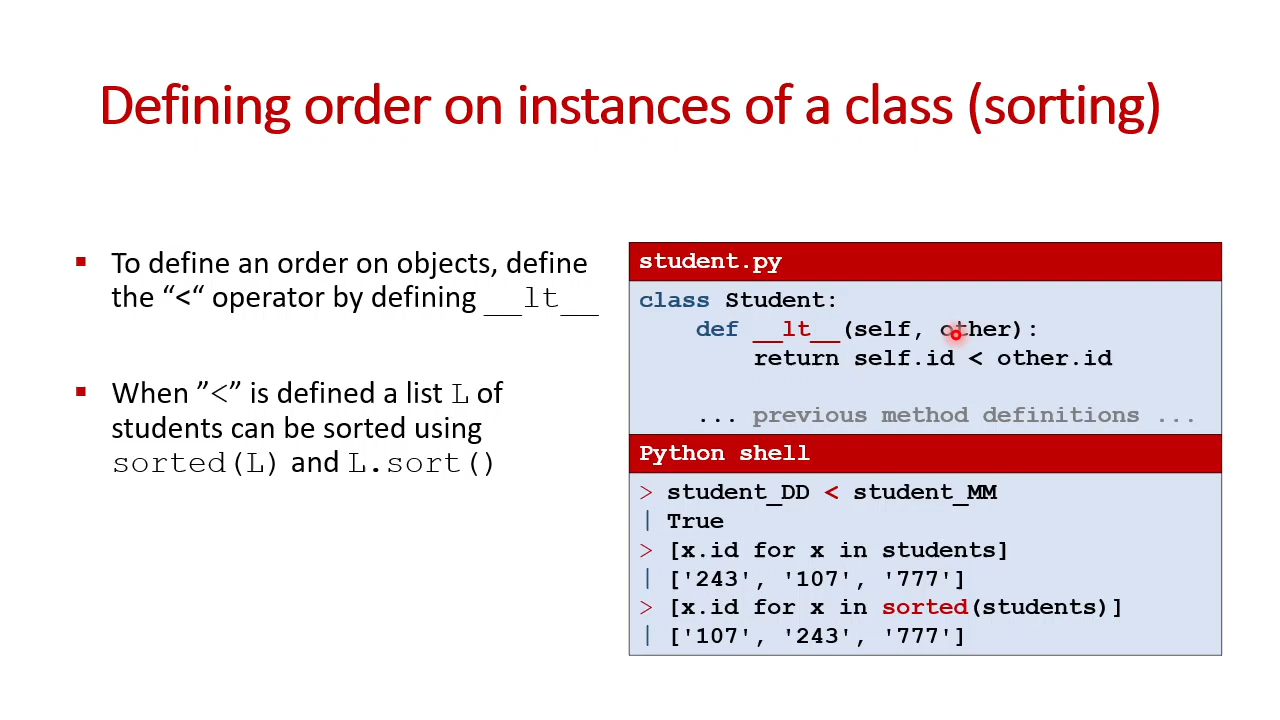 Defining order on instances of a class (sorting)
▪ To define an order on objects, define
the “<“ operator by defining __lt__
▪ When ”<” is defined a list L of
students can be sorted using
sorted(L) and L.sort()
student.py
class Student:
    def __lt__(self, other):
        return self.id < other.id
    ... previous method definitions ...
Python shell
> student_DD < student_MM
| True
> [x.id for x in students]
| ['243', '107', '777']
> [x.id for x in sorted(students)]
| ['107', '243', '777']